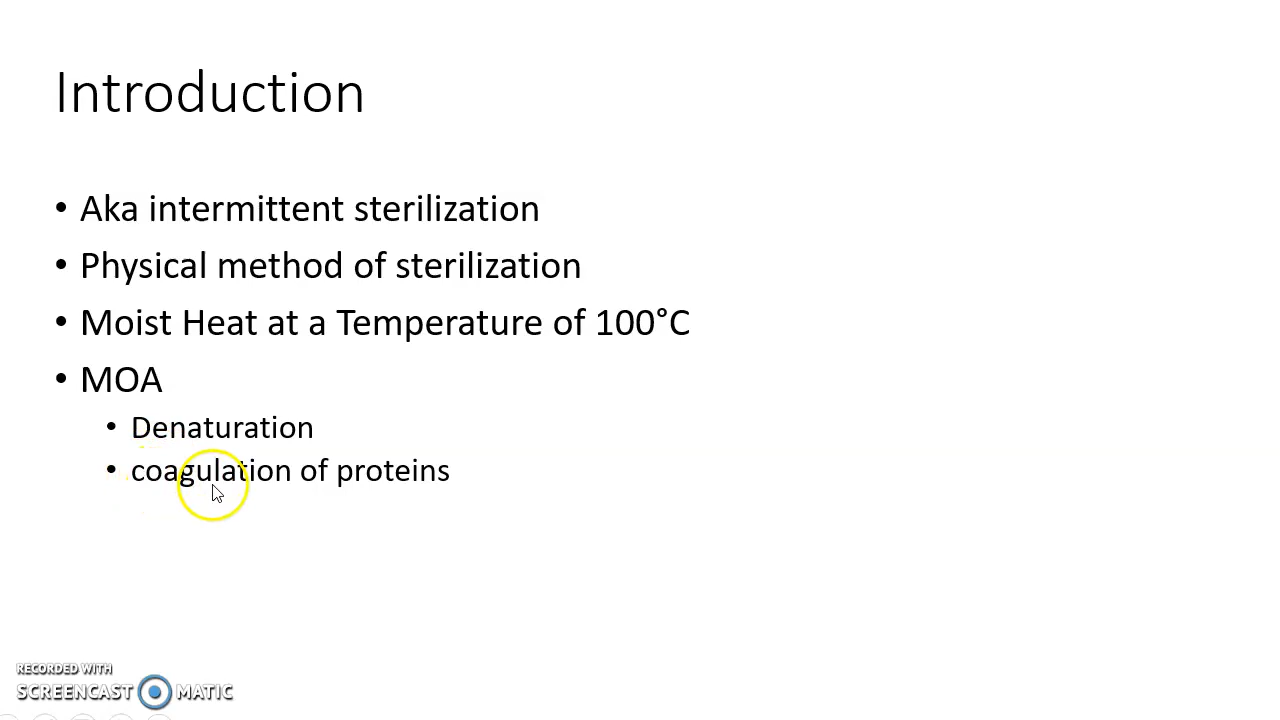 Introduction
• Aka intermittent sterilization
• Physical method of sterilization
• Moist Heat at a Temperature of 100°C
• MOA
• Denaturation
• coagulation of proteins
RECORDED WITH
SCREENCAST MATIC